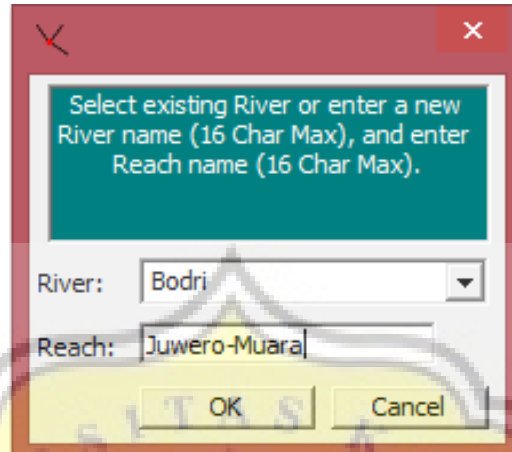 Select existing River or enter a new
River name (16 Char Max), and enter
Reach name (16 Char Max).
River: Bodri
Reach: Juwero-Muara
OK Cancel